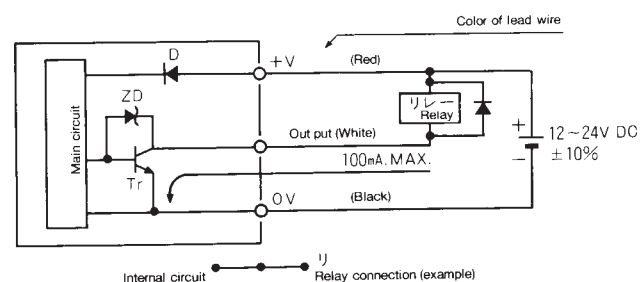 Color of lead wire
D
+V
(Red)
ZD
リレー
Relay
Main circuit
Out put (White)
+
12~24V DC
100mA. MAX.
−
±10%
Tr
0V
(Black)
リ
Internal circuit
Relay connection (example)